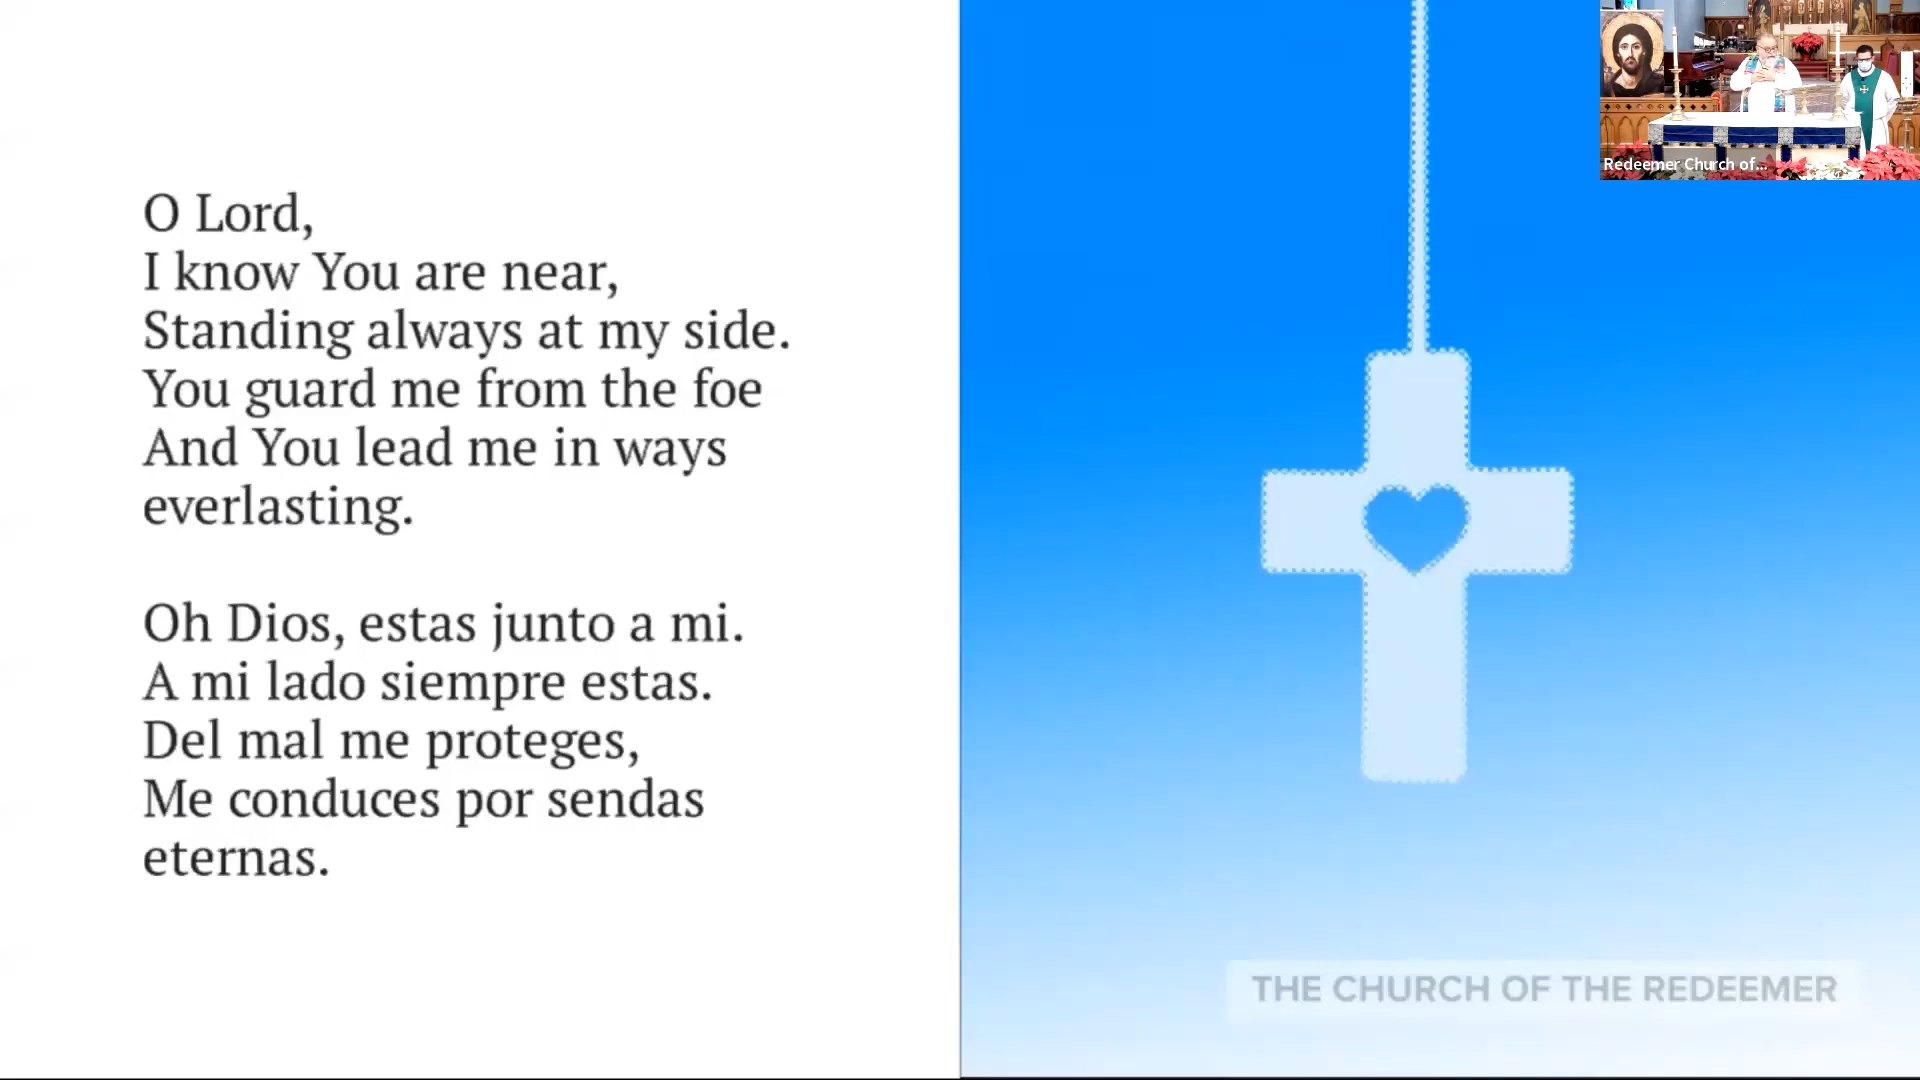 O Lord,
I know You are near,
Standing always at my side.
You guard me from the foe
And You lead me in ways
everlasting.
Oh Dios, estas junto a mi.
A mi lado siempre estas.
Del mal me proteges,
Me conduces por sendas
eternas.
Redeemer Church of...
THE CHURCH OF THE REDEEMER